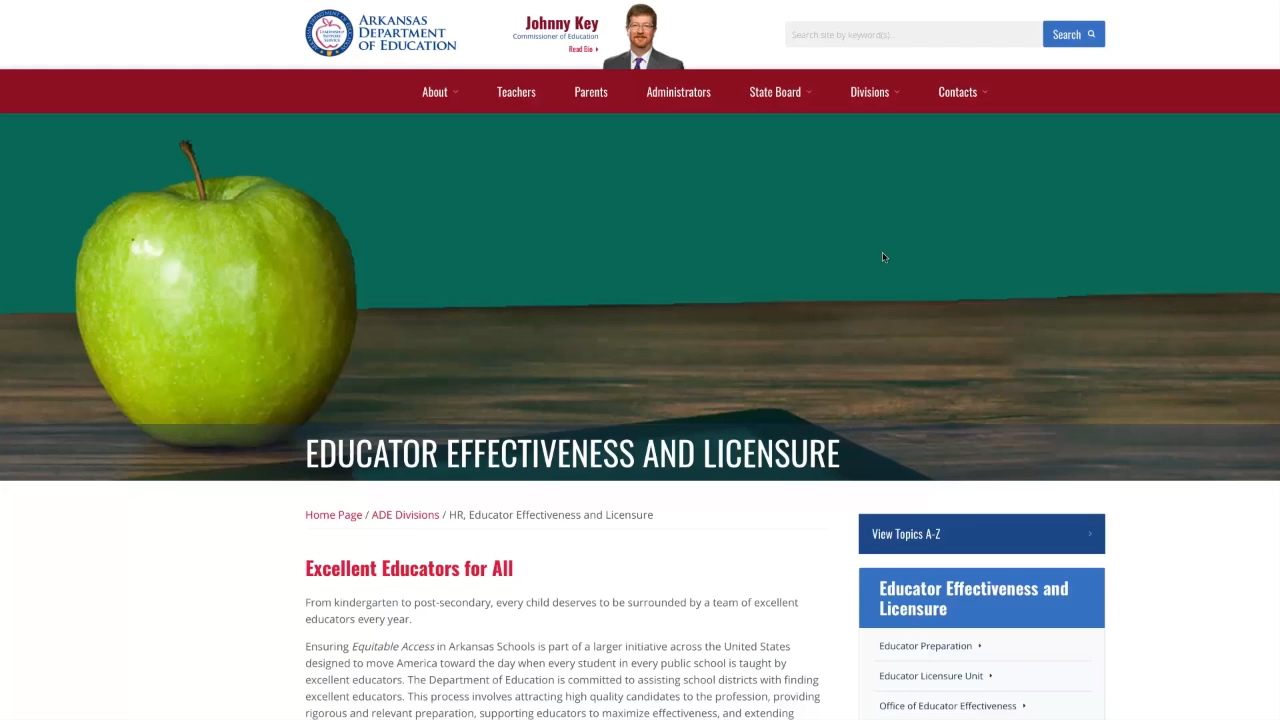 ARKANSAS
DEPARTMENT
OF EDUCATION
LEADERSHIP
SUPPORT
SERVICE
Johnny Key
Commissioner of Education
Read Bio
Search site by keyword(s)...
Search
About
Teachers
Parents
Administrators
State Board
Divisions
Contacts
EDUCATOR EFFECTIVENESS AND LICENSURE
Home Page / ADE Divisions / HR, Educator Effectiveness and Licensure
Excellent Educators for All
From kindergarten to post-secondary, every child deserves to be surrounded by a team of excellent
educators every year.
Ensuring Equitable Access in Arkansas Schools is part of a larger initiative across the United States
designed to move America toward the day when every student in every public school is taught by
excellent educators. The Department of Education is committed to assisting school districts with finding
excellent educators. This process involves attracting high quality candidates to the profession, providing
rigorous and relevant preparation, supporting educators to maximize effectiveness, and extending
View Topics A-Z
Educator Effectiveness and
Licensure
Educator Preparation
Educator Licensure Unit
Office of Educator Effectiveness